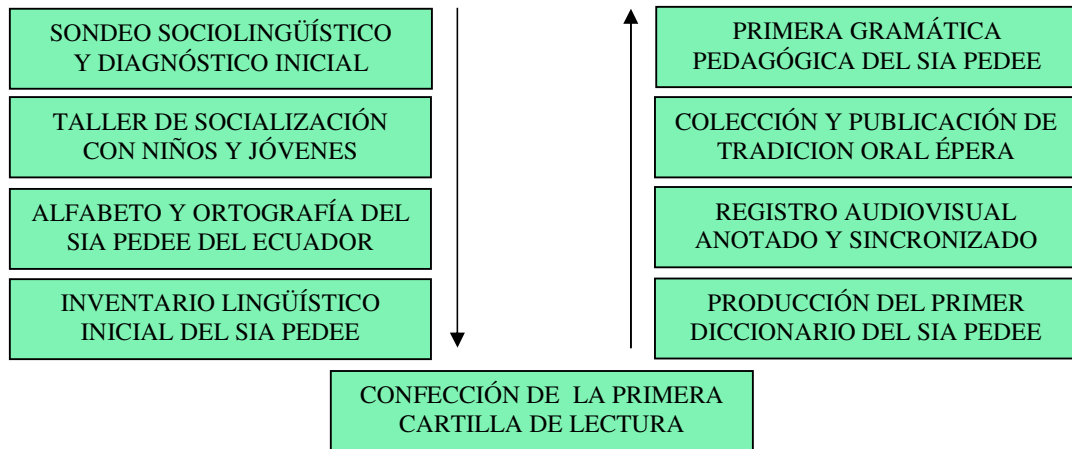 SONDEO SOCIOLINGÜÍSTICO
Y DIAGNÓSTICO INICIAL
TALLER DE SOCIALIZACIÓN
CON NIÑOS Y JÓVENES
ALFABETO Y ORTOGRAFÍA DEL
SIA PEDEE DEL ECUADOR
INVENTARIO LINGÜÍSTICO
INICIAL DEL SIA PEDEE
CONFECCIÓN DE LA PRIMERA
CARTILLA DE LECTURA
PRIMERA GRAMÁTICA
PEDAGÓGICA DEL SIA PEDEE
COLECCIÓN Y PUBLICACIÓN DE
TRADICION ORAL ÉPERA
REGISTRO AUDIOVISUAL
ANOTADO Y SINCRONIZADO
PRODUCCIÓN DEL PRIMER
DICCIONARIO DEL SIA PEDEE